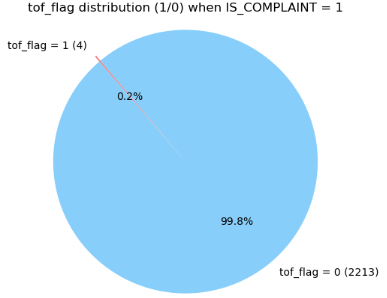 tof_flag distribution (1/0) when IS_COMPLAINT = 1
tof_flag = 1 (4)
0.2%
99.8%
tof_flag = 0 (2213)